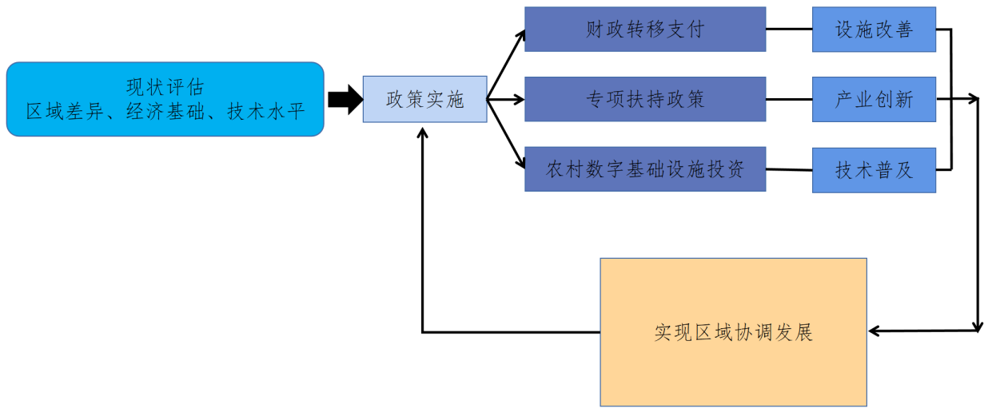 现状评估
区域差异、经济基础、技术水平
政策实施
财政转移支付
设施改善
专项扶持政策
产业创新
农村数字基础设施投资
技术普及
实现区域协调发展